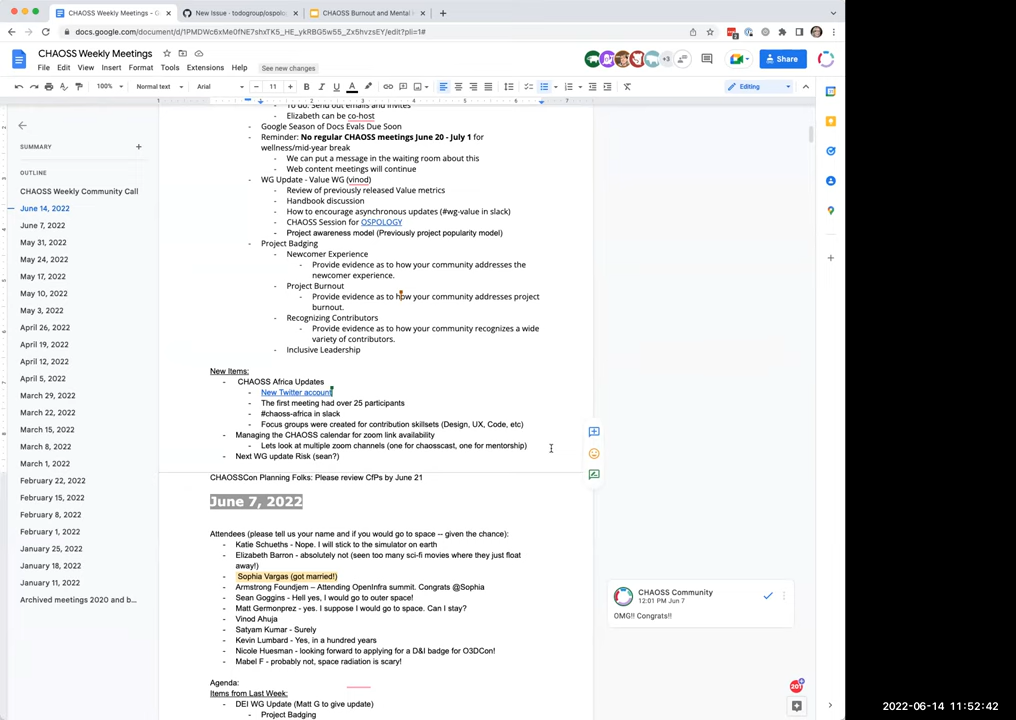 CHAOSS Weekly Meetings - G
New Issue · todogroup/ospolog
CHAOSS Burnout and Mental H
docs.google.com/document/d/1PMDWc6xMe0fNE7shxTK5_HE_ykRBG5w55_Zx5hvzsEY/edit?pli=1#
CHAOSS Weekly Meetings
File Edit View Insert Format Tools Extensions Help See new changes
+3
Share
100% Normal text Arial 11 Editing
SUMMARY
OUTLINE
CHAOSS Weekly Community Call
June 14, 2022
June 7, 2022
May 31, 2022
May 24, 2022
May 17, 2022
May 10, 2022
May 3, 2022
April 26, 2022
April 19, 2022
April 12, 2022
April 5, 2022
March 29, 2022
March 22, 2022
March 15, 2022
March 8, 2022
March 1, 2022
February 22, 2022
February 15, 2022
February 8, 2022
February 1, 2022
January 25, 2022
January 18, 2022
January 11, 2022
Archived meetings 2020 and b...
- To do: Send out emails and invites
- Elizabeth can be co-host
- Google Season of Docs Evals Due Soon
- Reminder: No regular CHAOSS meetings June 20 - July 1 for
wellness/mid-year break
- We can put a message in the waiting room about this
- Web content meetings will continue
- WG Update - Value WG (vinod)
- Review of previously released Value metrics
- Handbook discussion
- How to encourage asynchronous updates (#wg-value in slack)
- CHAOSS Session for OSPOLOGY
- Project awareness model (Previously project popularity model)
- Project Badging
- Newcomer Experience
- Provide evidence as to how your community addresses the
newcomer experience.
- Project Burnout
- Provide evidence as to how your community addresses project
burnout.
- Recognizing Contributors
- Provide evidence as to how your community recognizes a wide
variety of contributors.
- Inclusive Leadership
New Items:
- CHAOSS Africa Updates
- New Twitter account
- The first meeting had over 25 participants
- #chaoss-africa in slack
- Focus groups were created for contribution skillsets (Design, UX, Code, etc)
- Managing the CHAOSS calendar for zoom link availability
- Lets look at multiple zoom channels (one for chaosscast, one for mentorship)
- Next WG update Risk (sean?)
CHAOSSCon Planning Folks: Please review CfPs by June 21
June 7, 2022
Attendees (please tell us your name and if you would go to space -- given the chance):
- Katie Schueths - Nope. I will stick to the simulator on earth
- Elizabeth Barron - absolutely not (seen too many sci-fi movies where they just float
away!)
- Sophia Vargas (got married!)
- Armstrong Foundjem – Attending OpenInfra summit. Congrats @Sophia
- Sean Goggins - Hell yes, I would go to outer space!
- Matt Germonprez - yes. I suppose I would go to space. Can I stay?
- Vinod Ahuja
- Satyam Kumar - Surely
- Kevin Lumbard - Yes, in a hundred years
- Nicole Huesman - looking forward to applying for a D&I badge for O3DCon!
- Mabel F - probably not, space radiation is scary!
Agenda:
Items from Last Week:
- DEI WG Update (Matt G to give update)
- Project Badging
CHAOSS Community
12:01 PM Jun 7
OMG!! Congrats!!
2022-06-14 11:52:42